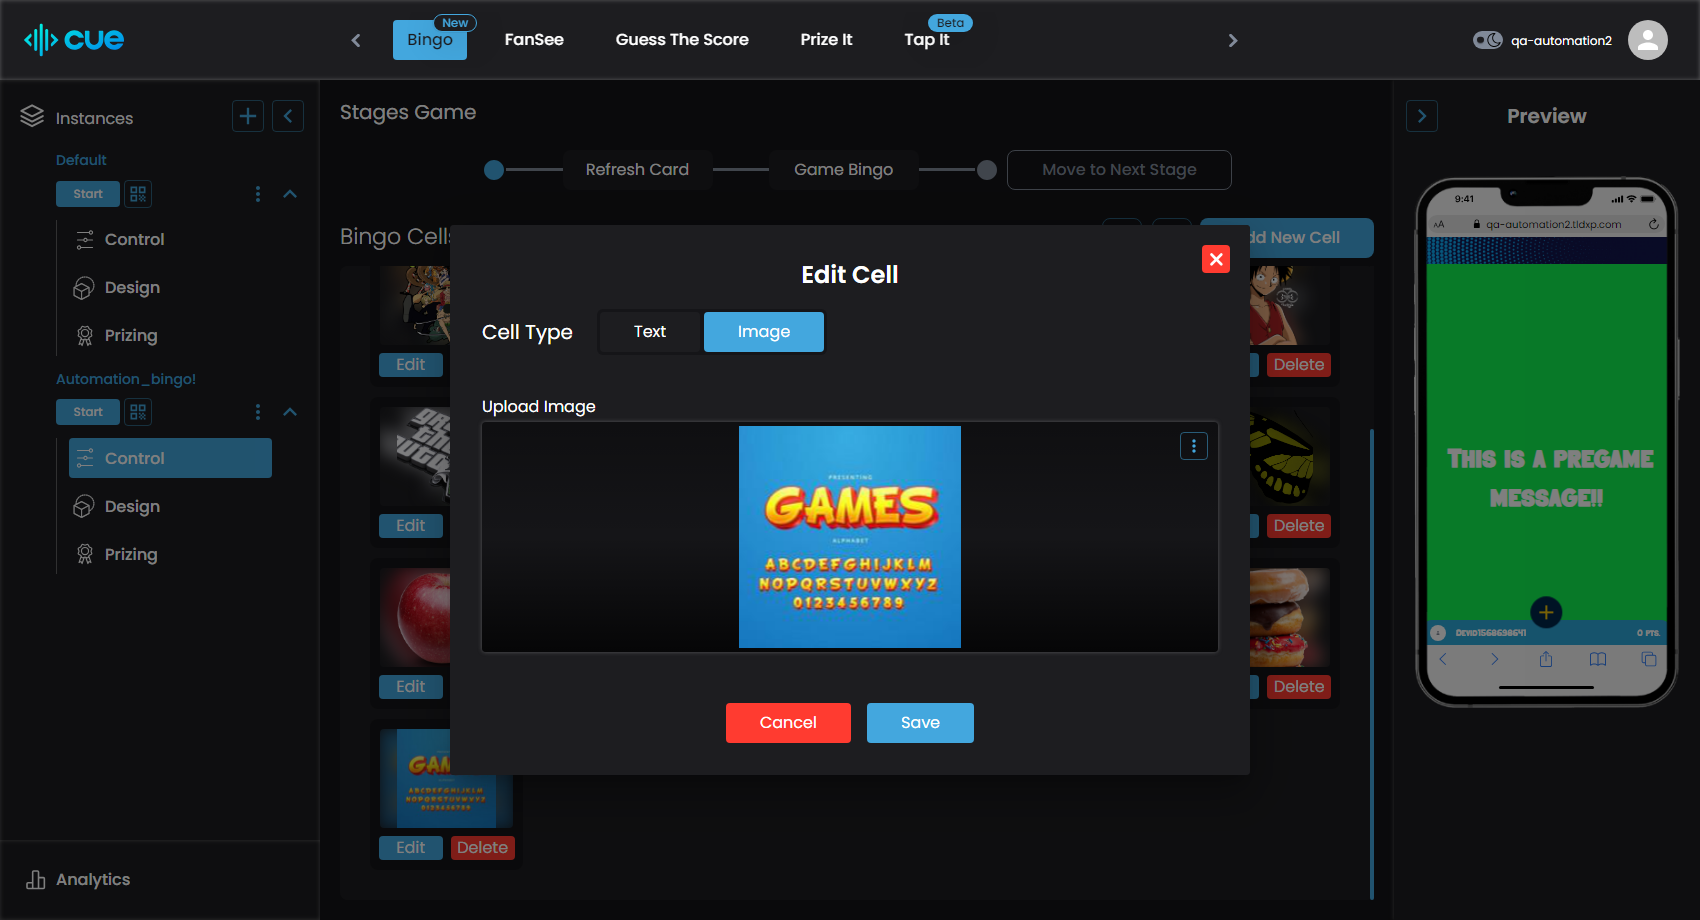 cue
Bingo
New
FanSee
Guess The Score
Prize It
Tap It
Beta
qa-automation2
Instances
Default
Start
Control
Design
Prizing
Automation_bingo!
Start
Control
Design
Prizing
Analytics
Stages Game
Refresh Card
Game Bingo
Move to Next Stage
Bingo Cells
dd New Cell
Edit
Delete
Edit
Delete
Edit
Delete
GAM
Edit
Delete
Edit Cell
Cell Type
Text
Image
Upload Image
PRESENTING
GAMES
ALPHABET
ABCDEFGHIJKLM
NOPQRSTUVWXYZ
0123456789
Cancel
Save
Preview
9:41
AA
qa-automation2.tldxp.com
THIS IS A PREGAME
MESSAGE!!
DEVID1568698641
0 PTS.